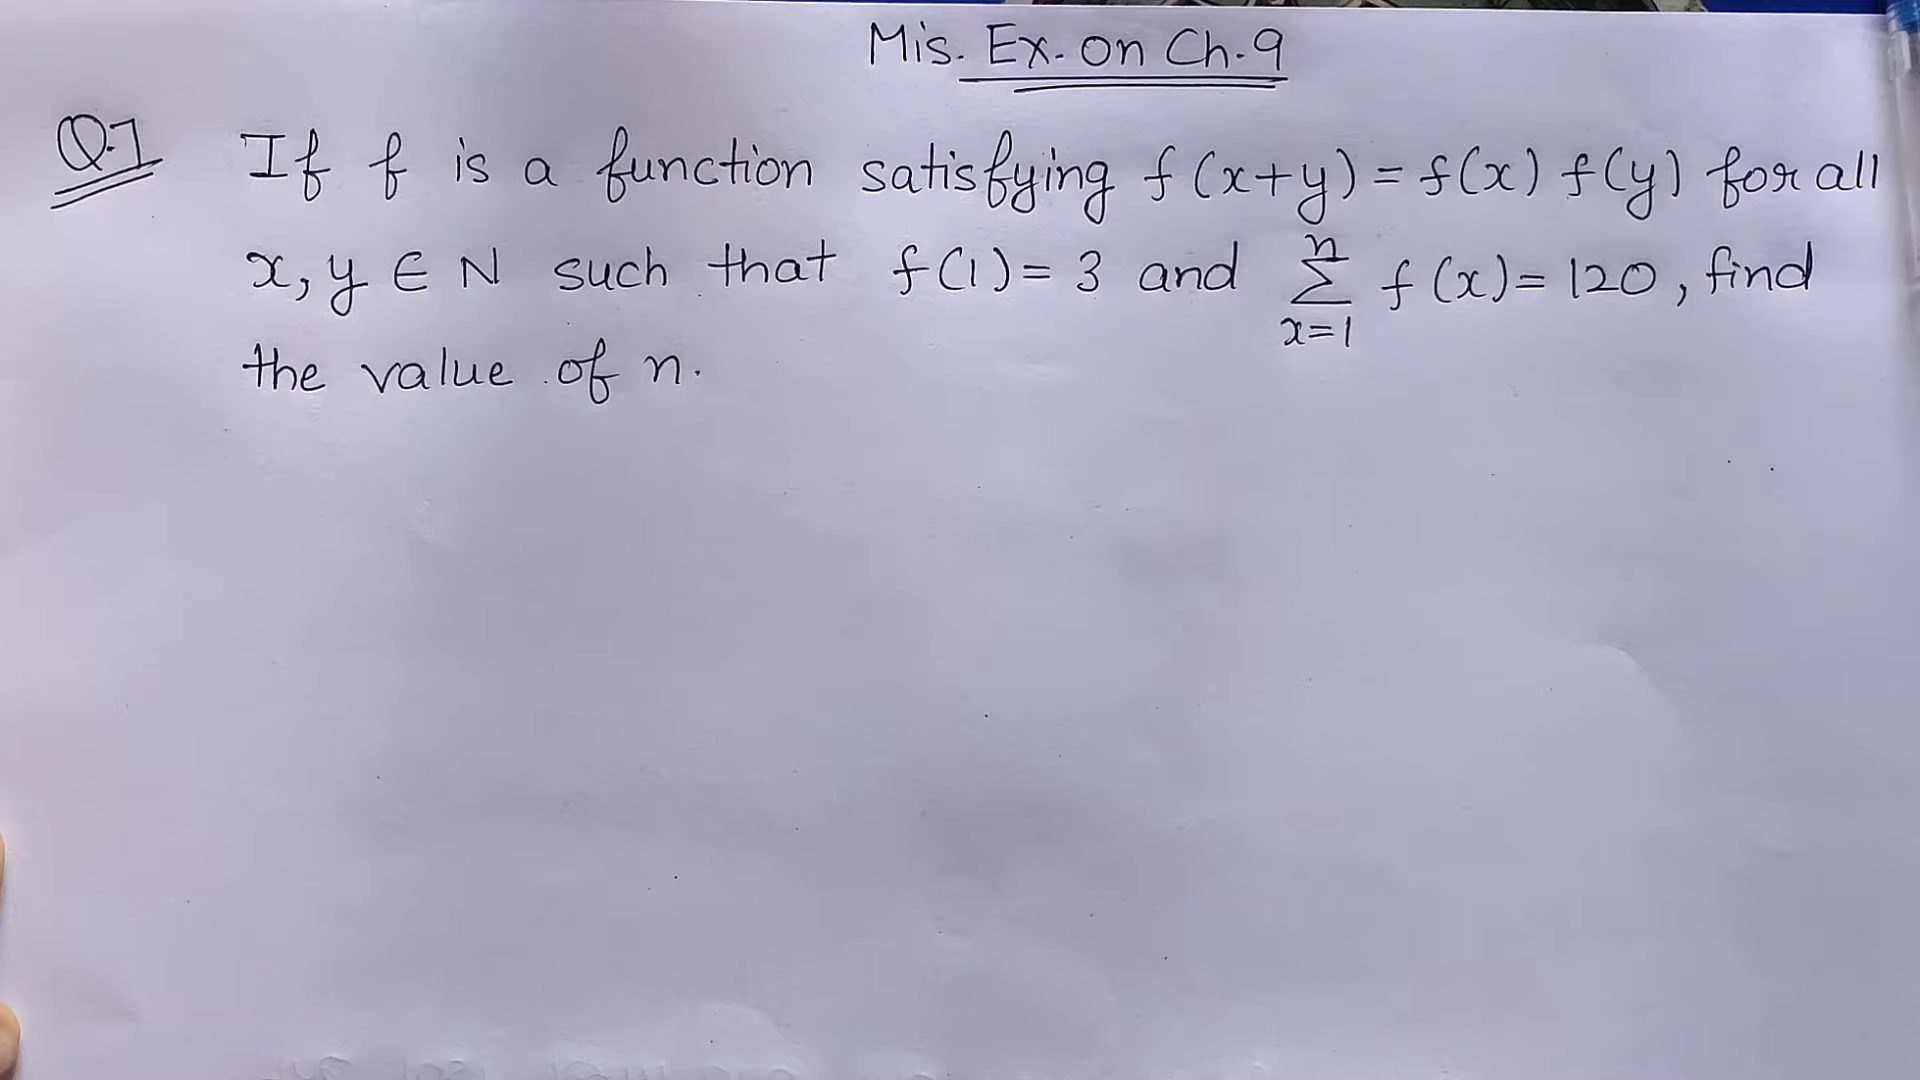 Mis. Ex. on Ch.9
Q.1 If f is a function satisfying f(x+y) = f(x) f(y) for all
x, y ∈ N such that f(1) = 3 and \sum_{x=1}^{n} f(x) = 120, find
the value of n.